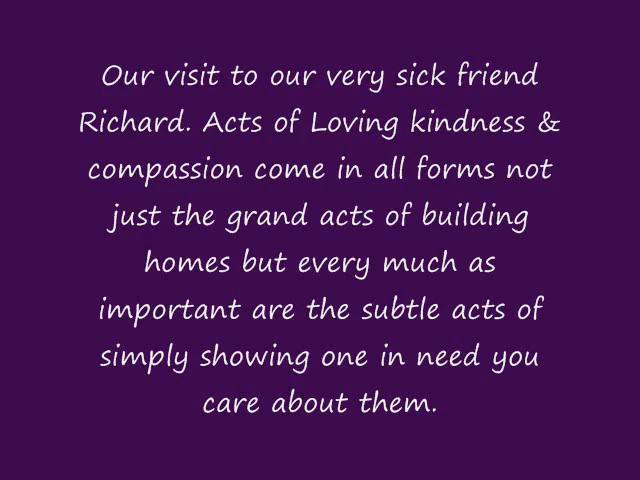 Our visit to our very sick friend
Richard. Acts of Loving kindness &
compassion come in all forms not
just the grand acts of building
homes but every much as
important are the subtle acts of
simply showing one in need you
care about them.